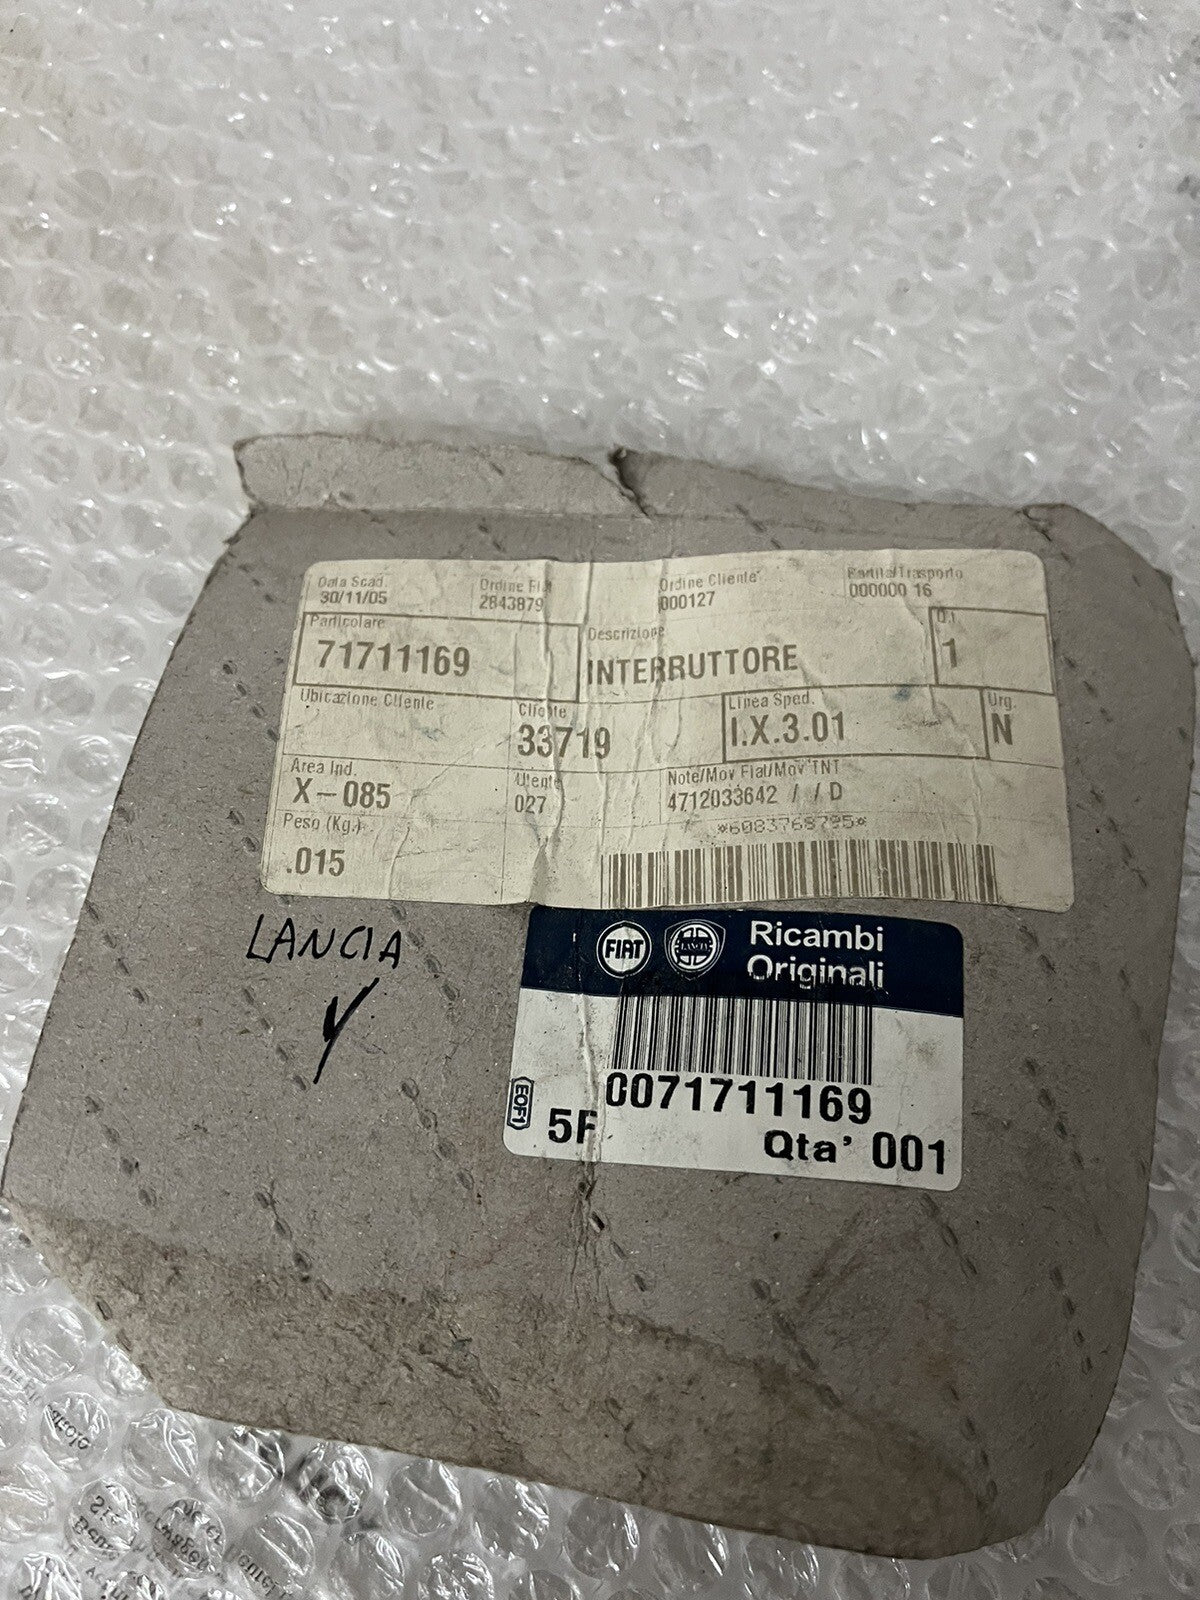 Data Scad. Ordine Fiat Ordine Cliente Partita/Trasporto
30/11/05 2843879 000127 000000 16
Particolare Descrizione Q.t
71711169 INTERRUTTORE 1
Ubicazione Cliente Cliente Linea Sped. Urg.
33719 I.X.3.01 N
Area Ind. Utente Note/Mov Fiat/Mov TNT
X-085 027 4712033642 / / D
Peso (Kg.) *6083768795*
.015
LANCIA
Y
FIAT LANCIA Ricambi
Originali
0071711169
EOF1 5F Qta' 001